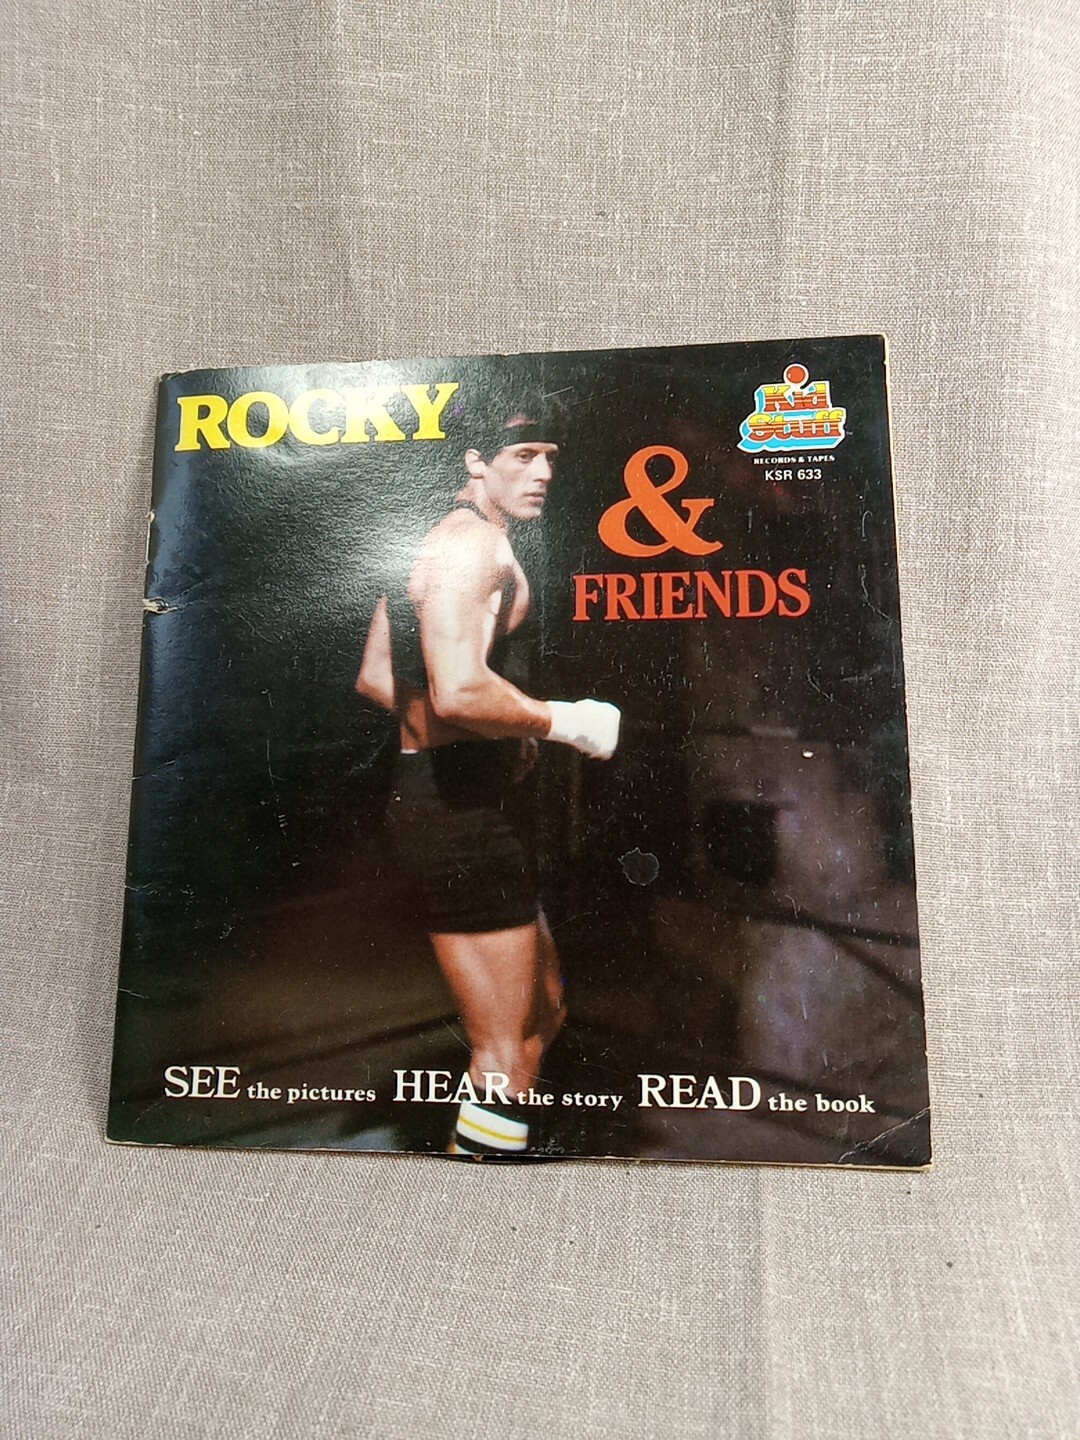 ROCKY
Kid
Stuff
RECORDS & TAPES
KSR 633
&
FRIENDS
SEE the pictures HEAR the story READ the book